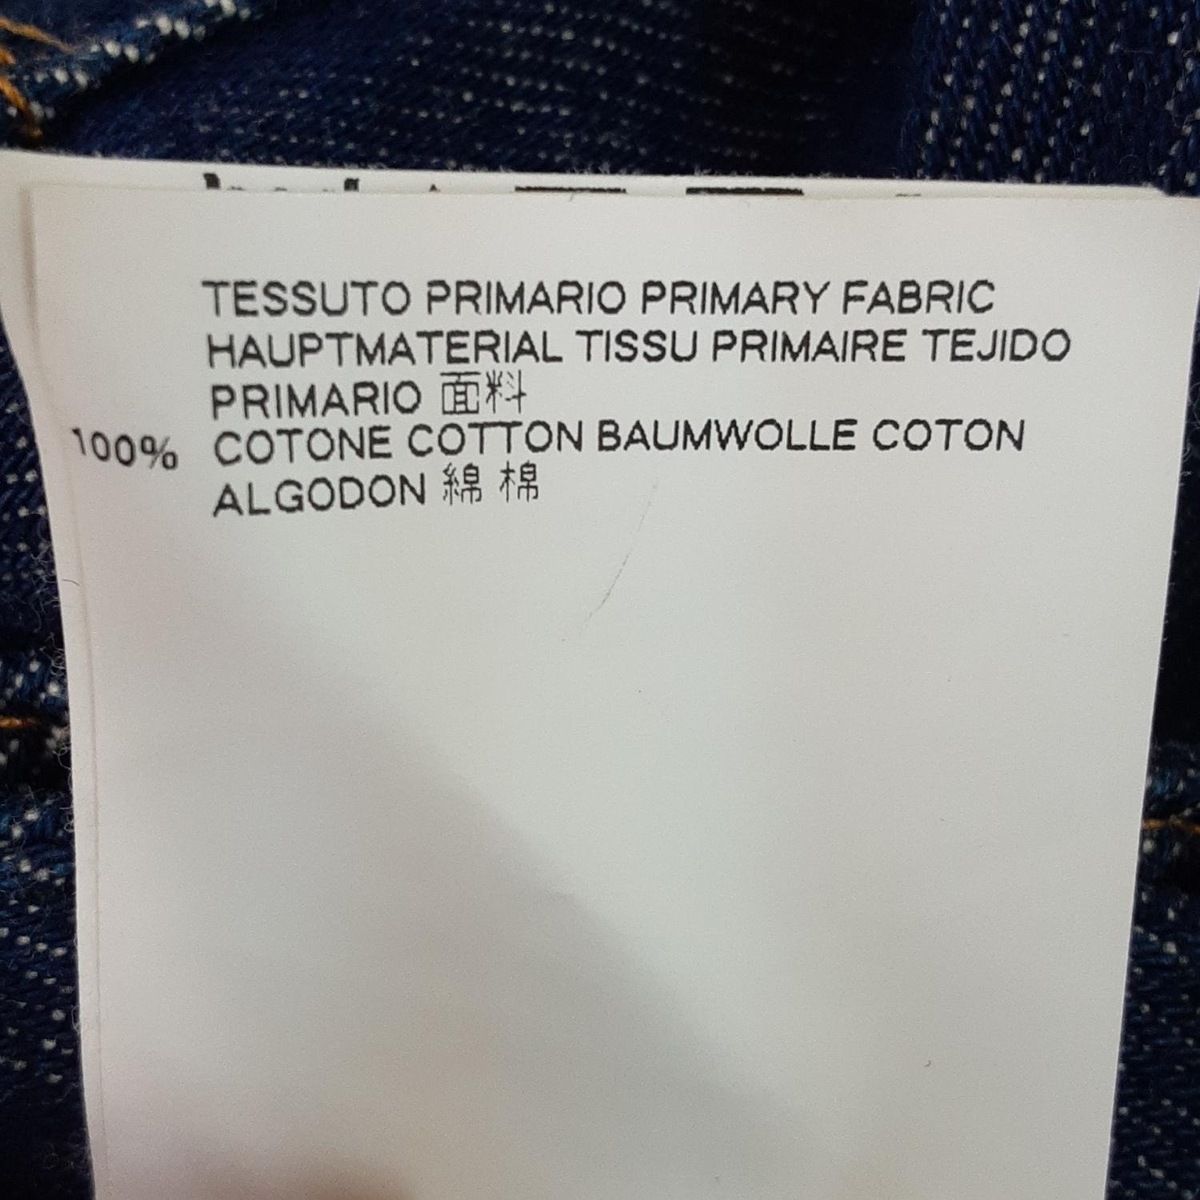 TESSUTO PRIMARIO PRIMARY FABRIC
HAUPTMATERIAL TISSU PRIMAIRE TEJIDO
PRIMARIO 面料
100% COTONE COTTON BAUMWOLLE COTON
ALGODON 綿 棉